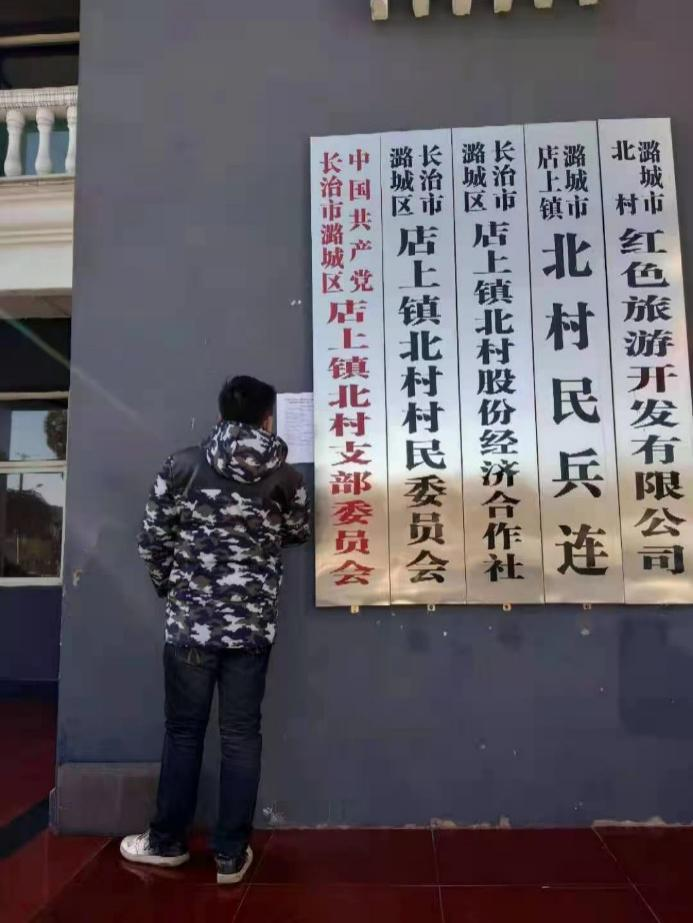 中国共产党
长治市潞城区
店上镇北村支部委员会
长治市
潞城区
店上镇北村村民委员会
长治市
潞城区
店上镇北村股份经济合作社
潞城市
店上镇
北村民兵连
潞城市
北村
红色旅游开发有限公司